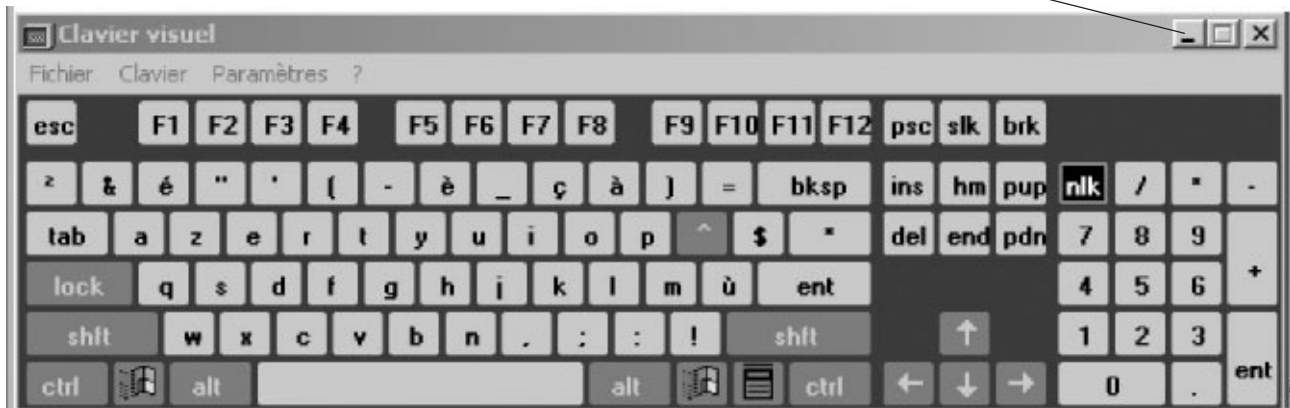 Clavier visuel
Fichier Clavier Paramètres ?
esc F1 F2 F3 F4 F5 F6 F7 F8 F9 F10 F11 F12 psc slk brk
² & é " ' ( - è _ ç à ) = bksp ins hm pup nlk / * -
tab a z e r t y u i o p ^ $ * del end pdn 7 8 9 +
lock q s d f g h j k l m ù ent 4 5 6
shft w x c v b n , ; : ! shft ↑ 1 2 3 ent
ctrl alt alt ctrl ← ↓ → 0 .